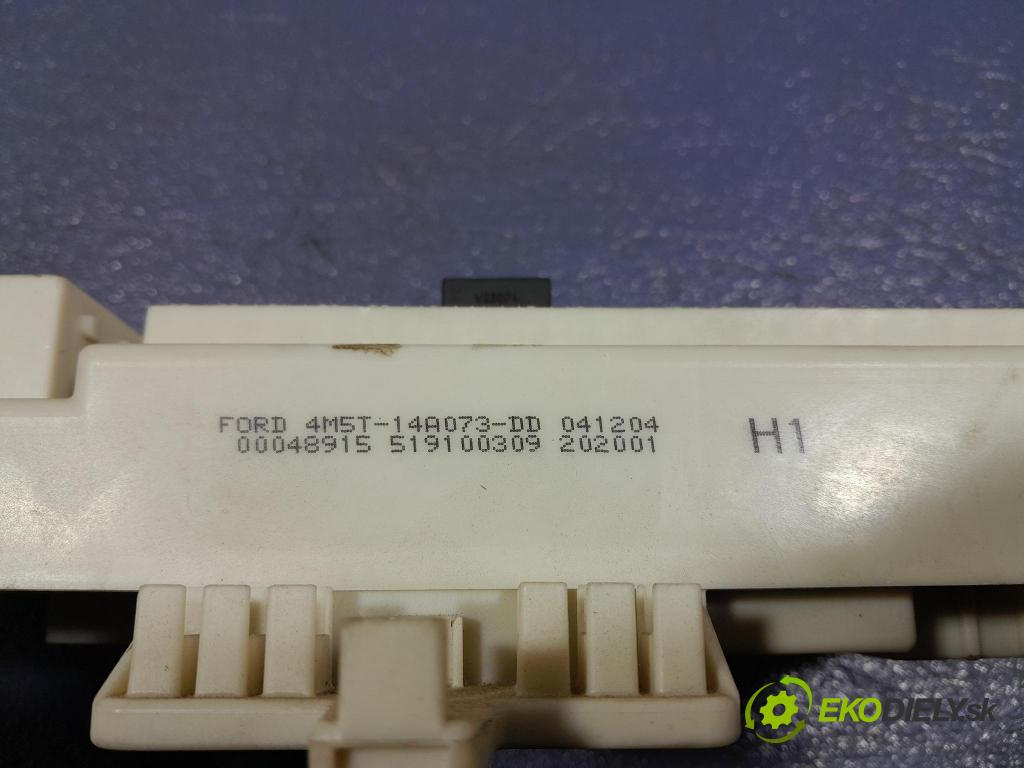 FORD 4M5T-14A073-DD 041204
00048915 519100309 202001
H1
EKODIELY.sk